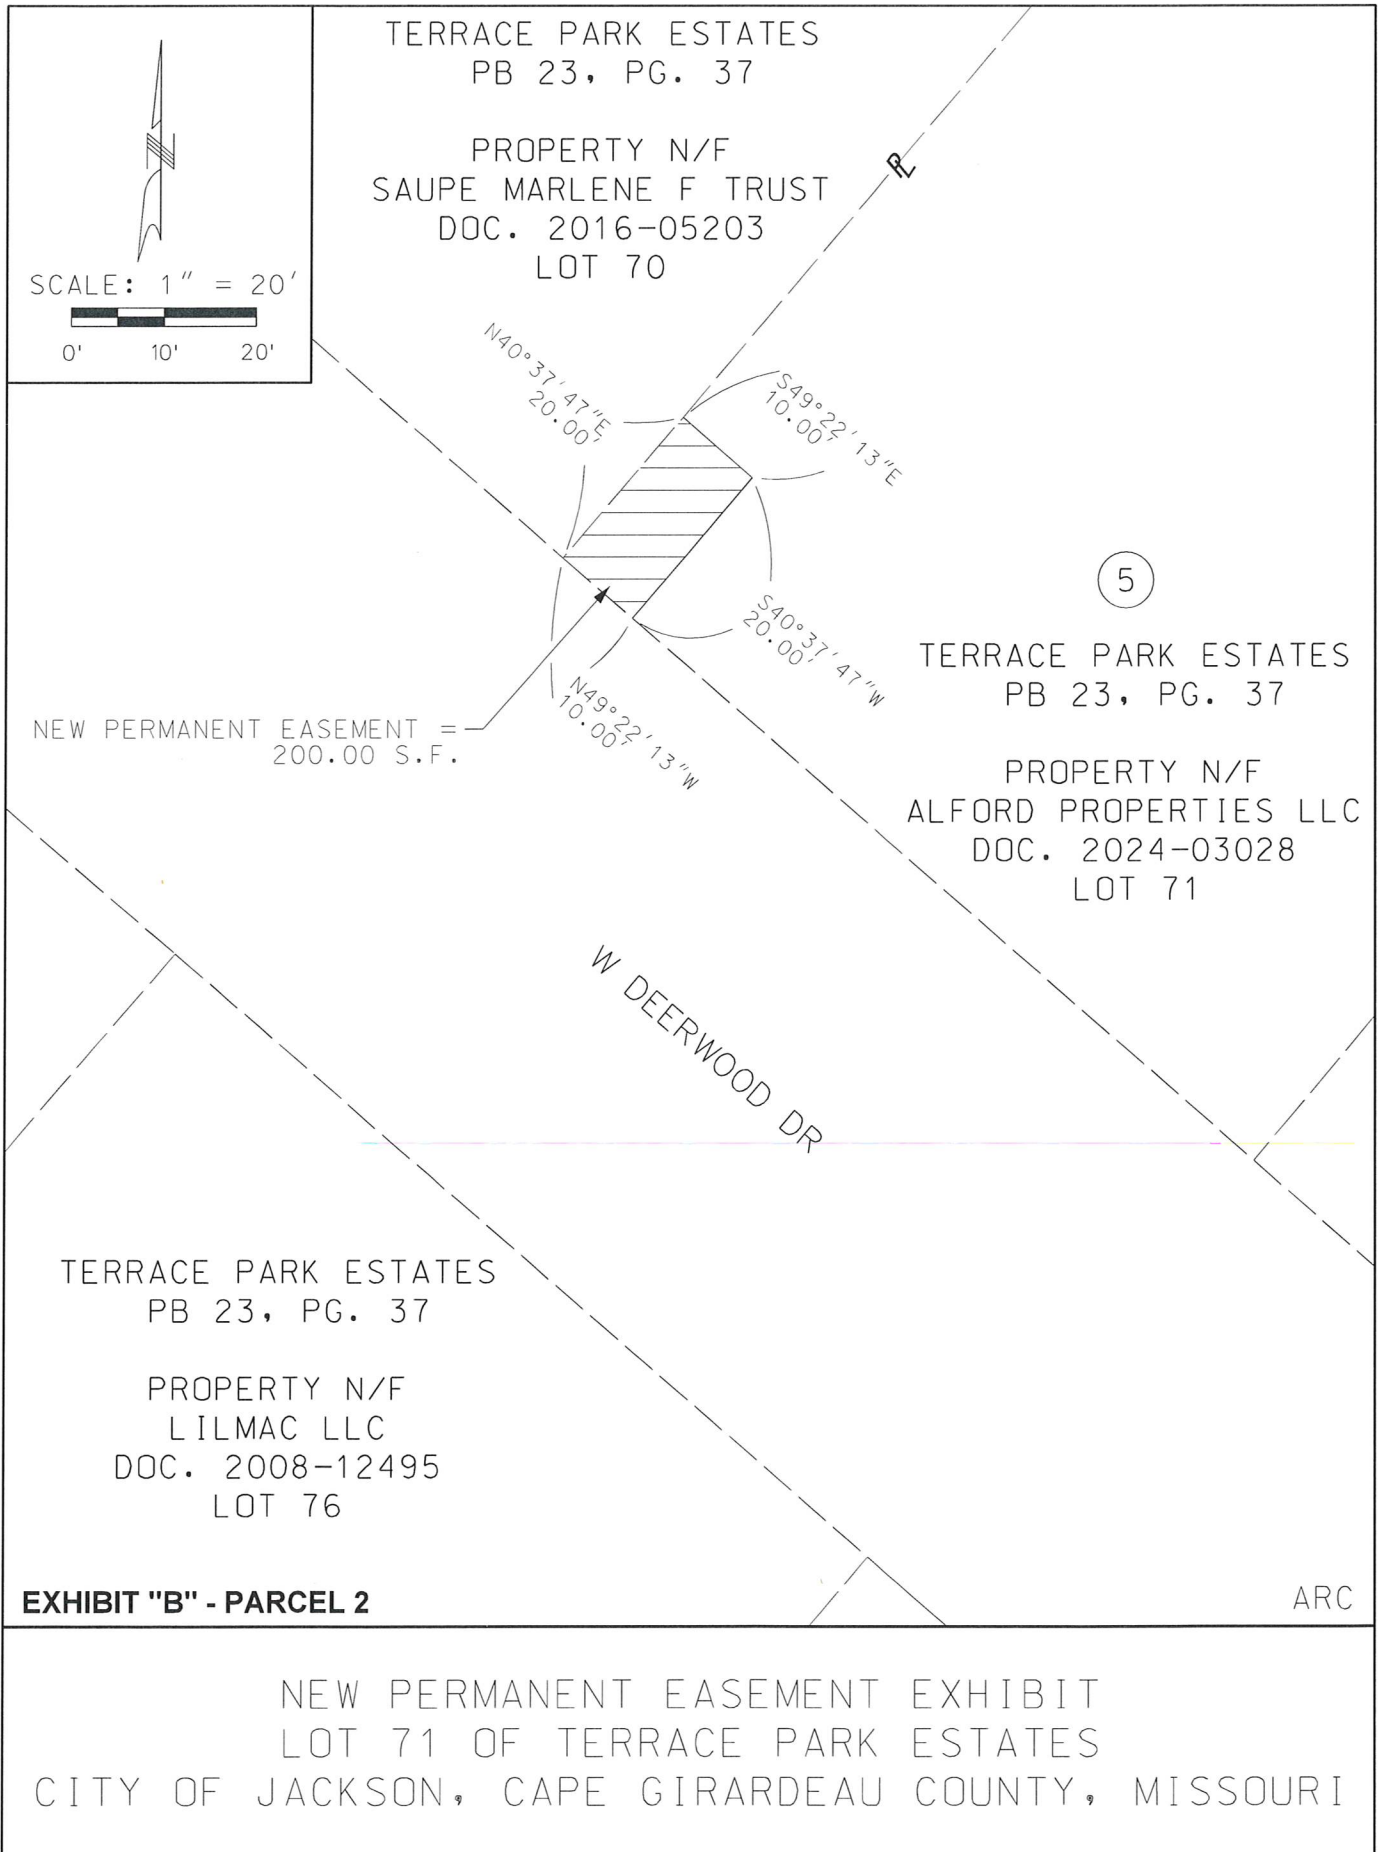 TERRACE PARK ESTATES
PB 23, PG. 37
PROPERTY N/F
SAUPE MARLENE F TRUST
DOC. 2016-05203
LOT 70
N
SCALE: 1" = 20'
0' 10' 20'
PL
N40°37'47"E
20.00'
S49°22'13"E
10.00'
S40°37'47"W
20.00'
N49°22'13"W
10.00'
NEW PERMANENT EASEMENT =
200.00 S.F.
5
TERRACE PARK ESTATES
PB 23, PG. 37
PROPERTY N/F
ALFORD PROPERTIES LLC
DOC. 2024-03028
LOT 71
W DEERWOOD DR
TERRACE PARK ESTATES
PB 23, PG. 37
PROPERTY N/F
LILMAC LLC
DOC. 2008-12495
LOT 76
EXHIBIT "B" - PARCEL 2
ARC
NEW PERMANENT EASEMENT EXHIBIT
LOT 71 OF TERRACE PARK ESTATES
CITY OF JACKSON, CAPE GIRARDEAU COUNTY, MISSOURI